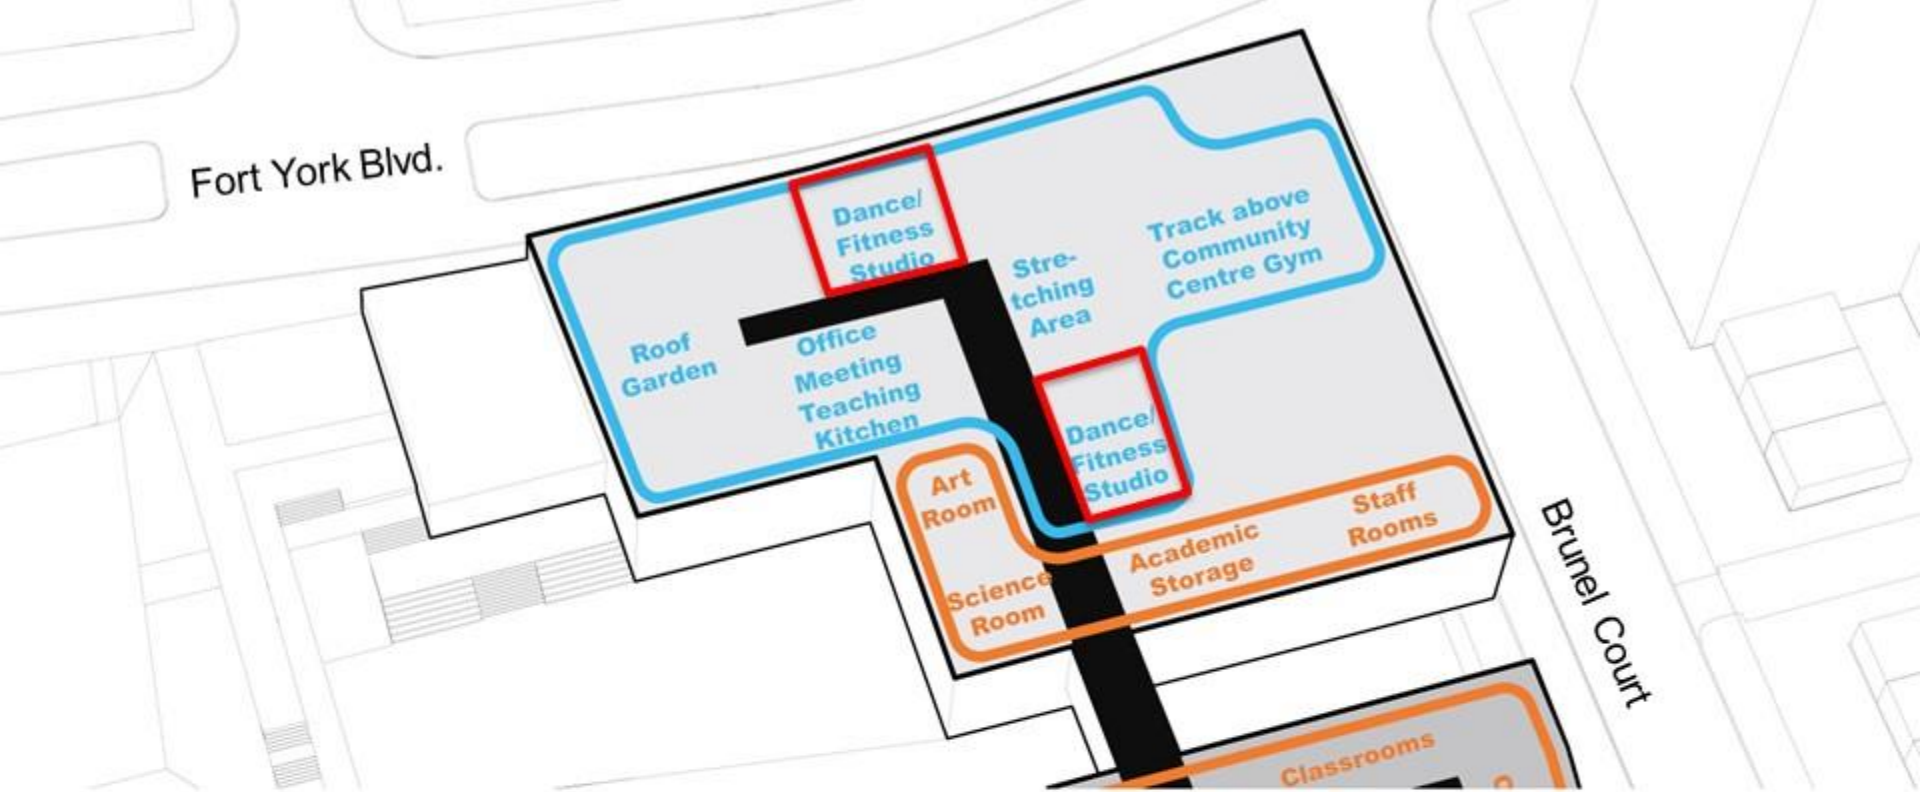 Fort York Blvd.
Dance/
Fitness
Studio
Track above
Community
Centre Gym
Stre-
tching
Area
Roof
Garden
Office
Meeting
Teaching
Kitchen
Dance/
Fitness
Studio
Art
Room
Science
Room
Academic
Storage
Staff
Rooms
Brunel Court
Classrooms